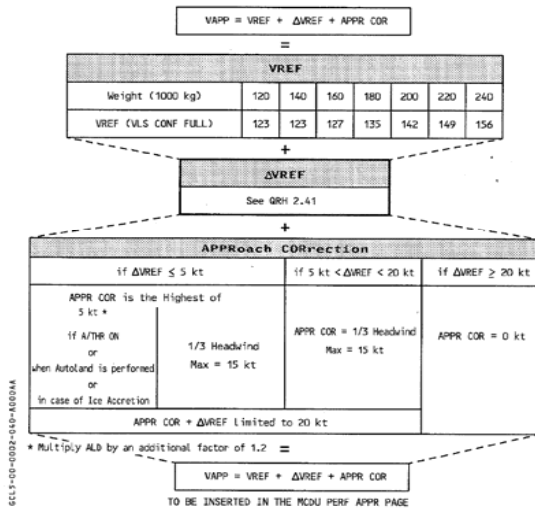 VAPP = VREF + ΔVREF + APPR COR
=
VREF
Weight (1000 kg) 120 140 160 180 200 220 240
VREF (VLS CONF FULL) 123 123 127 135 142 149 156
+
ΔVREF
See QRH 2.41
+
APPRoach CORrection
if ΔVREF ≤ 5 kt if 5 kt < ΔVREF < 20 kt if ΔVREF ≥ 20 kt
APPR COR is the Highest of
5 kt *
if A/THR ON
or
when Autoland is performed
or
in case of Ice Accretion
1/3 Headwind
Max = 15 kt
APPR COR = 1/3 Headwind
Max = 15 kt
APPR COR = 0 kt
APPR COR + ΔVREF limited to 20 kt
* Multiply ALD by an additional factor of 1.2 =
VAPP = VREF + ΔVREF + APPR COR
TO BE INSERTED IN THE MCDU PERF APPR PAGE